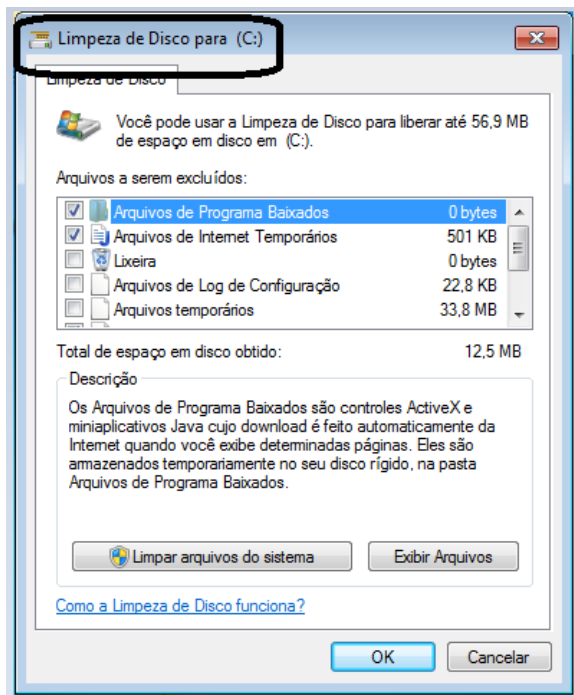 Limpeza de Disco para (C:)
Limpeza de Disco
Você pode usar a Limpeza de Disco para liberar até 56,9 MB
de espaço em disco em (C:).
Arquivos a serem excluídos:
Arquivos de Programa Baixados 0 bytes
Arquivos de Internet Temporários 501 KB
Lixeira 0 bytes
Arquivos de Log de Configuração 22,8 KB
Arquivos temporários 33,8 MB
Total de espaço em disco obtido: 12,5 MB
Descrição
Os Arquivos de Programa Baixados são controles ActiveX e
miniaplicativos Java cujo download é feito automaticamente da
Internet quando você exibe determinadas páginas. Eles são
armazenados temporariamente no seu disco rígido, na pasta
Arquivos de Programa Baixados.
Limpar arquivos do sistema Exibir Arquivos
Como a Limpeza de Disco funciona?
OK Cancelar